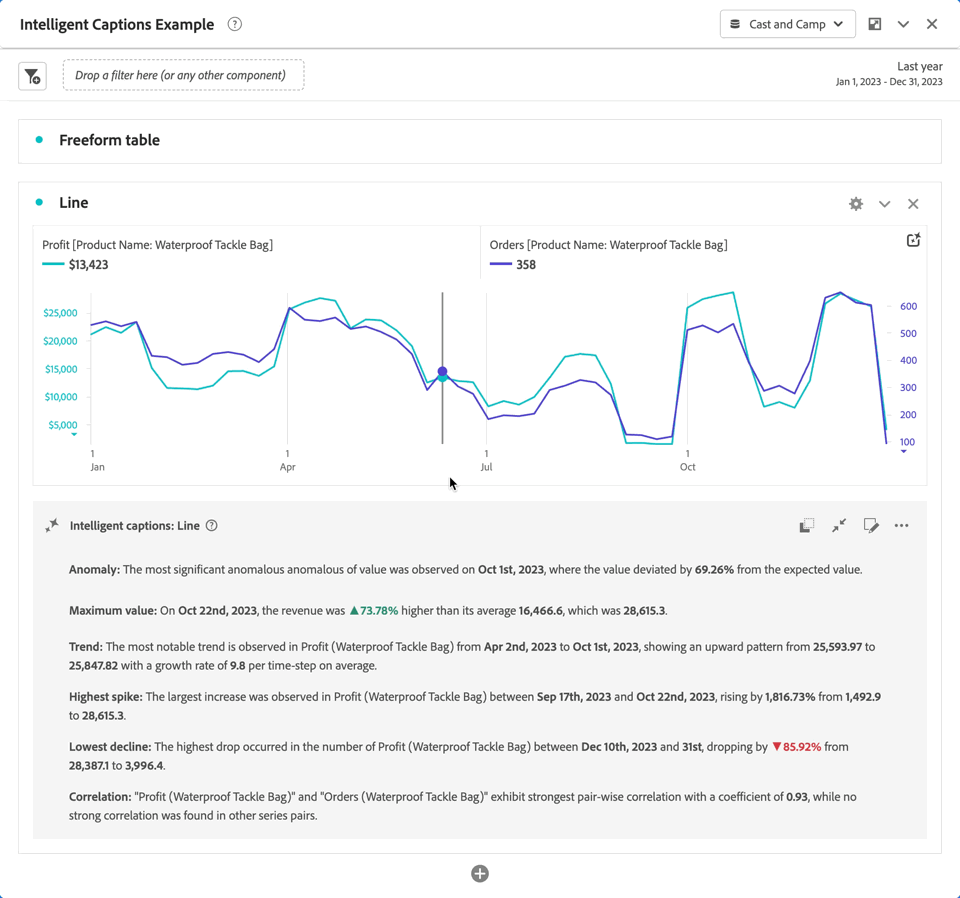 Intelligent Captions Example
Cast and Camp
Drop a filter here (or any other component)
Last year
Jan 1, 2023 - Dec 31, 2023
Freeform table
Line
Profit [Product Name: Waterproof Tackle Bag]
$13,423
Orders [Product Name: Waterproof Tackle Bag]
358
$25,000
$20,000
$15,000
$10,000
$5,000
600
500
400
300
200
100
1 1 1 1
Jan Apr Jul Oct
Intelligent captions: Line
Anomaly: The most significant anomalous anomalous of value was observed on Oct 1st, 2023, where the value deviated by 69.26% from the expected value.
Maximum value: On Oct 22nd, 2023, the revenue was ▲73.78% higher than its average 16,466.6, which was 28,615.3.
Trend: The most notable trend is observed in Profit (Waterproof Tackle Bag) from Apr 2nd, 2023 to Oct 1st, 2023, showing an upward pattern from 25,593.97 to
25,847.82 with a growth rate of 9.8 per time-step on average.
Highest spike: The largest increase was observed in Profit (Waterproof Tackle Bag) between Sep 17th, 2023 and Oct 22nd, 2023, rising by 1,816.73% from 1,492.9
to 28,615.3.
Lowest decline: The highest drop occurred in the number of Profit (Waterproof Tackle Bag) between Dec 10th, 2023 and 31st, dropping by ▼85.92% from
28,387.1 to 3,996.4.
Correlation: "Profit (Waterproof Tackle Bag)" and "Orders (Waterproof Tackle Bag)" exhibit strongest pair-wise correlation with a coefficient of 0.93, while no
strong correlation was found in other series pairs.